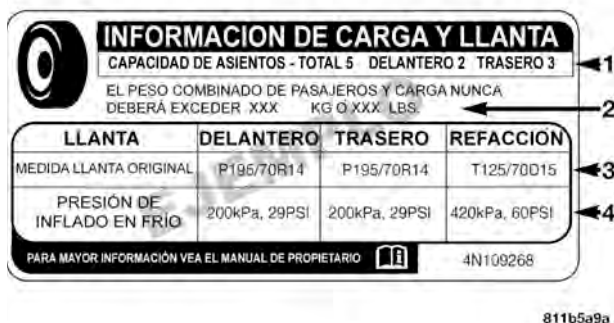 INFORMACION DE CARGA Y LLANTA
CAPACIDAD DE ASIENTOS - TOTAL 5 DELANTERO 2 TRASERO 3
1
EL PESO COMBINADO DE PASAJEROS Y CARGA NUNCA
DEBERÁ EXCEDER XXX KG O XXX LBS.
2
LLANTA DELANTERO TRASERO REFACCIÓN
MEDIDA LLANTA ORIGINAL P195/70R14 P195/70R14 T125/70D15
3
PRESIÓN DE
INFLADO EN FRÍO 200kPa, 29PSI 200kPa, 29PSI 420kPa, 60PSI
4
PARA MAYOR INFORMACIÓN VEA EL MANUAL DE PROPIETARIO 4N109268
EJEMPLO
811b5a9a